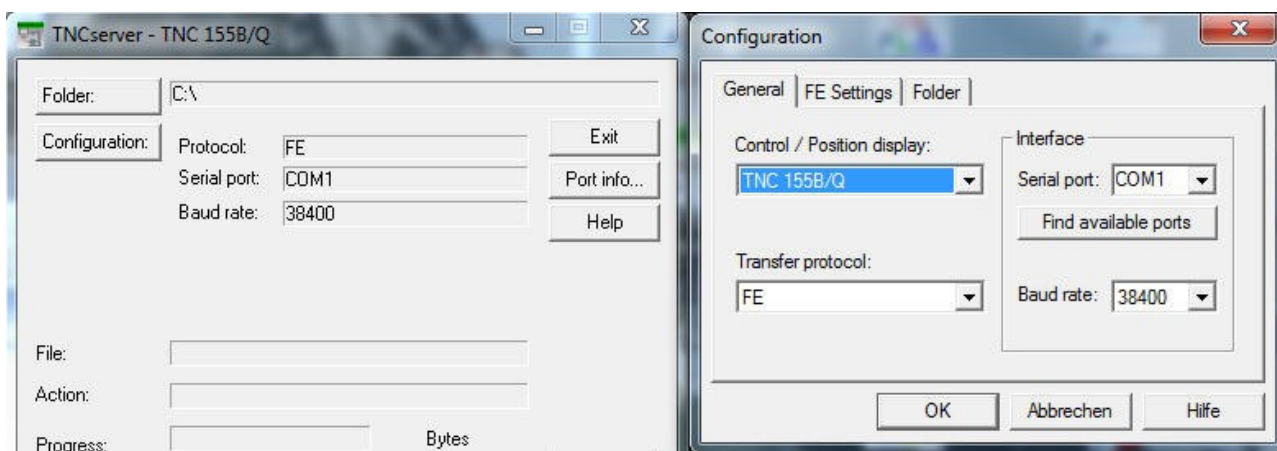 TNCserver - TNC 155B/Q
Folder:
C:\
Configuration:
Protocol:
FE
Exit
Serial port:
COM1
Port info...
Baud rate:
38400
Help
File:
Action:
Progress:
Bytes
Configuration
General
FE Settings
Folder
Control / Position display:
Interface
TNC 155B/Q
Serial port:
COM1
Find available ports
Transfer protocol:
FE
Baud rate:
38400
OK
Abbrechen
Hilfe